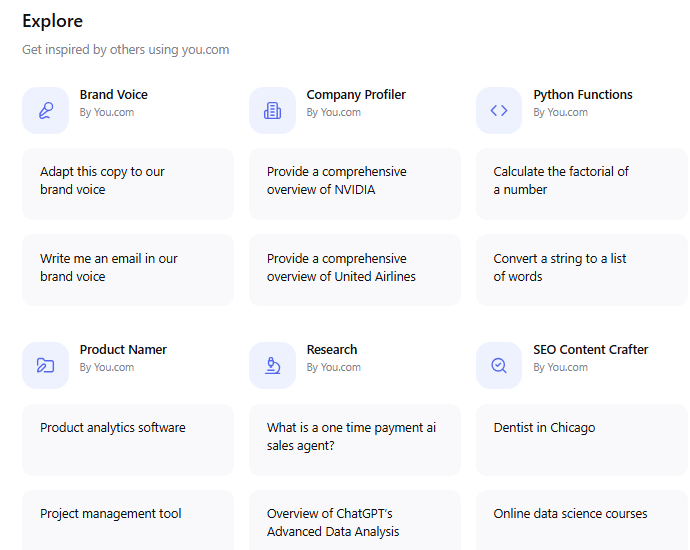 Explore
Get inspired by others using you.com
Brand Voice
By You.com
Adapt this copy to our
brand voice
Write me an email in our
brand voice
Company Profiler
By You.com
Provide a comprehensive
overview of NVIDIA
Provide a comprehensive
overview of United Airlines
Python Functions
By You.com
Calculate the factorial of
a number
Convert a string to a list
of words
Product Namer
By You.com
Product analytics software
Project management tool
Research
By You.com
What is a one time payment ai
sales agent?
Overview of ChatGPT's
Advanced Data Analysis
SEO Content Crafter
By You.com
Dentist in Chicago
Online data science courses